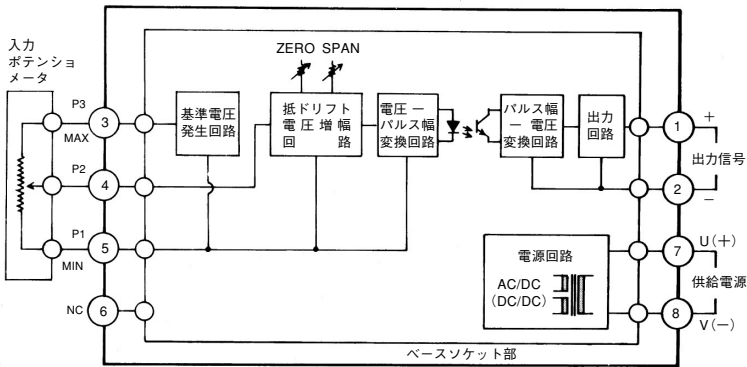 入力
ポテンショ
メータ
P3
3
MAX
P2
4
P1
5
MIN
NC
6
ZERO SPAN
基準電圧
発生回路
抵ドリフト
電圧増幅
回路
電圧ー
パルス幅
変換回路
パルス幅
ー電圧
変換回路
出力
回路
1
+
出力信号
2
−
電源回路
AC/DC
(DC/DC)
7
U(+)
供給電源
8
V(−)
ベースソケット部